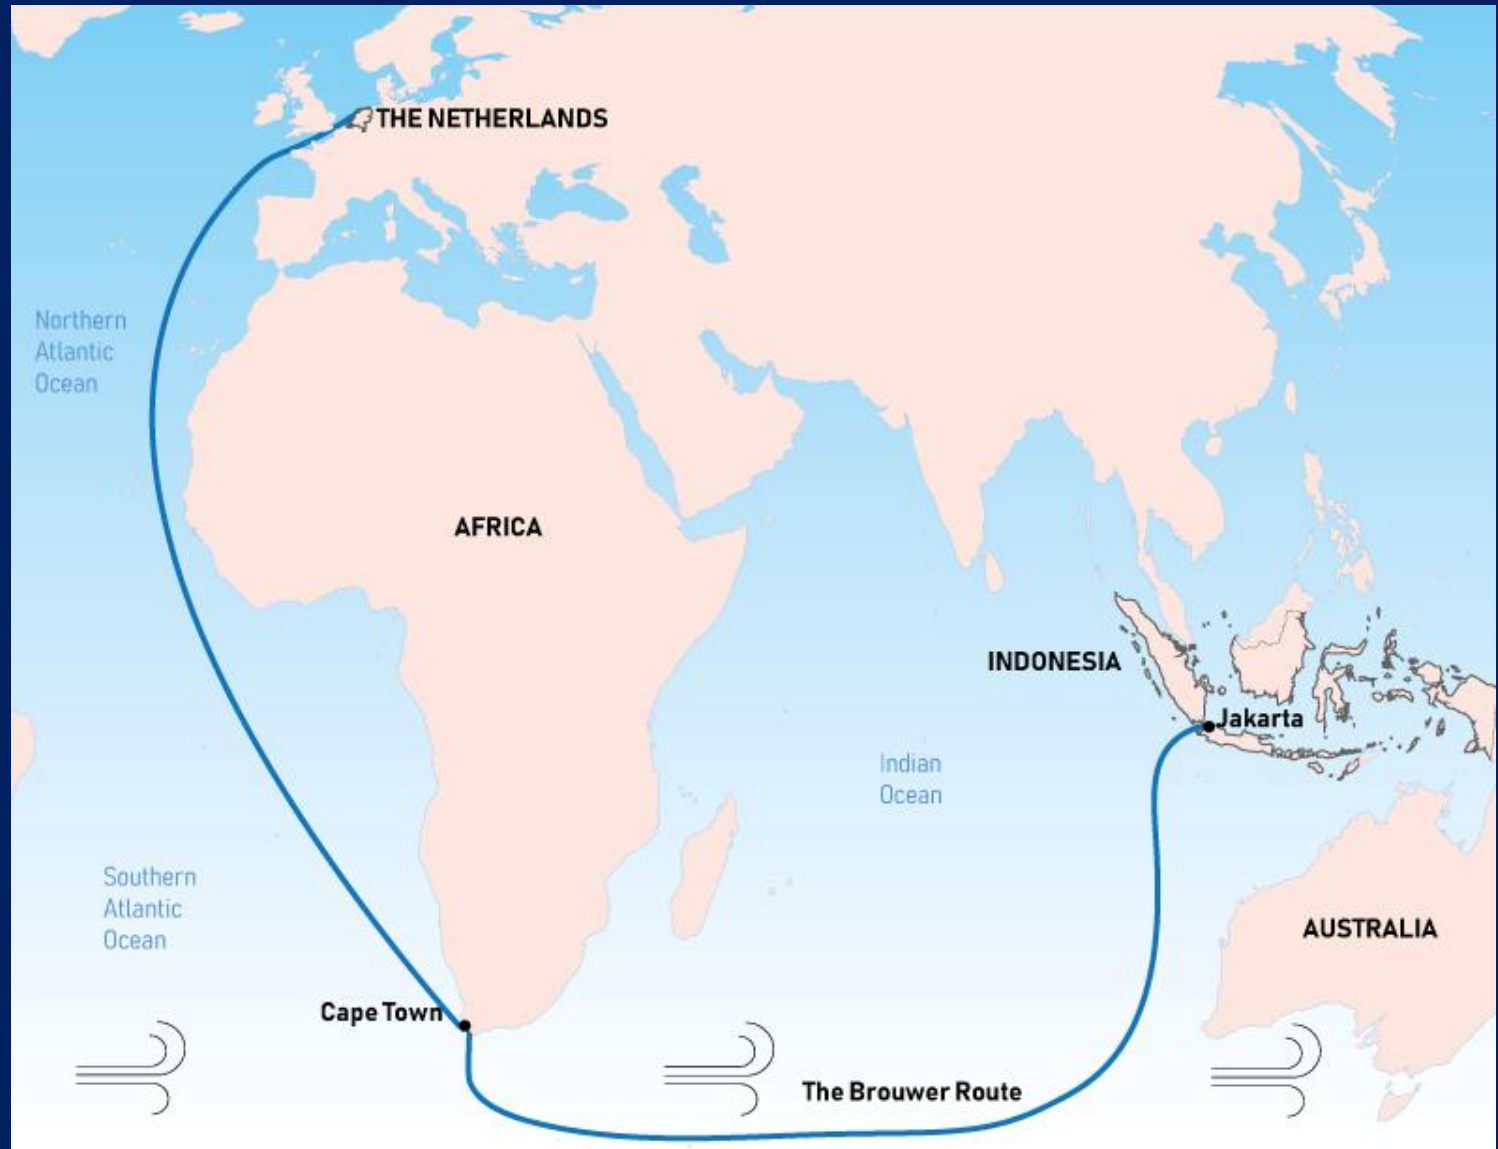 THE NETHERLANDS
Northern
Atlantic
Ocean
AFRICA
INDONESIA
Jakarta
Indian
Ocean
Southern
Atlantic
Ocean
AUSTRALIA
Cape Town
The Brouwer Route